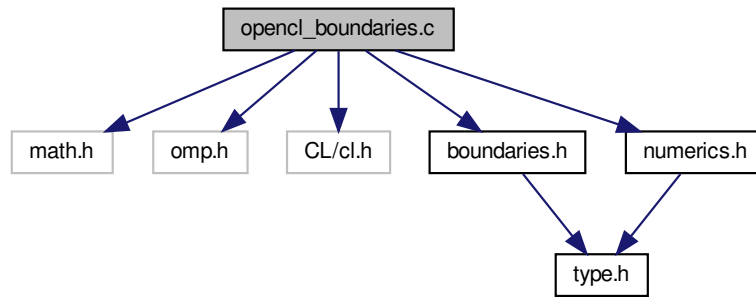 opencl_boundaries.c
math.h
omp.h
CL/cl.h
boundaries.h
numerics.h
type.h